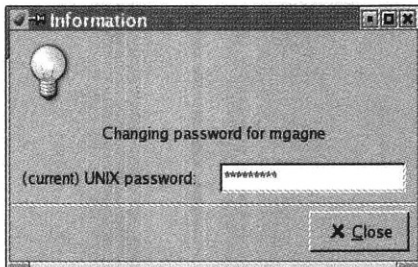 Information
Changing password for mgagne
(current) UNIX password: *********
Close